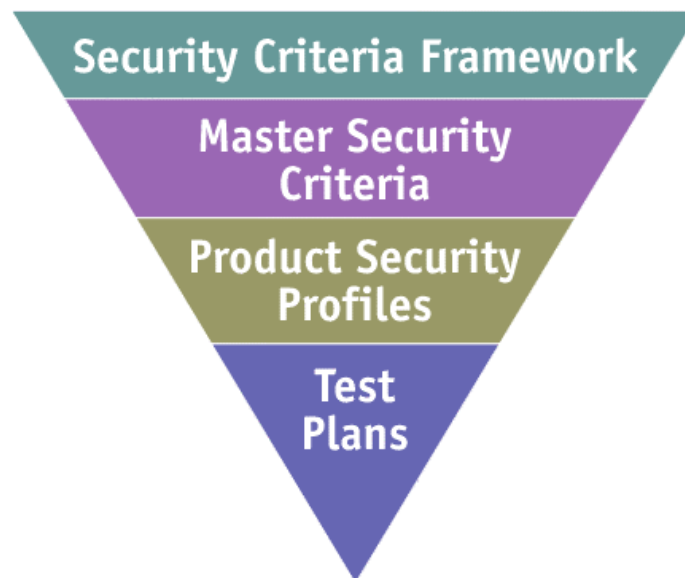 Security Criteria Framework
Master Security
Criteria
Product Security
Profiles
Test
Plans